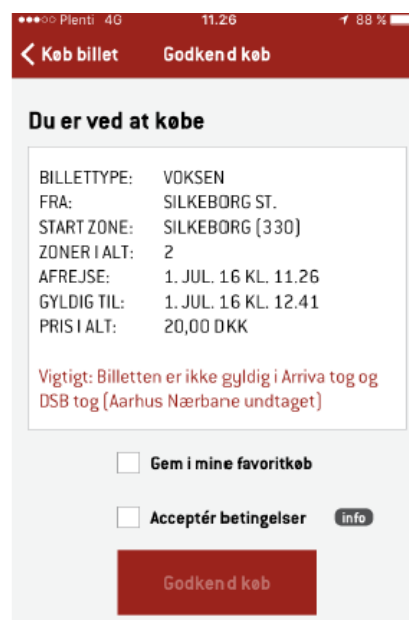 Plenti 4G 11.26 88 %
Køb billet Godkend køb
Du er ved at købe
BILLETTYPE: VOKSEN
FRA: SILKEBORG ST.
START ZONE: SILKEBORG (330)
ZONER I ALT: 2
AFREJSE: 1. JUL. 16 KL. 11.26
GYLDIG TIL: 1. JUL. 16 KL. 12.41
PRIS I ALT: 20,00 DKK
Vigtigt: Billetten er ikke gyldig i Arriva tog og
DSB tog (Aarhus Nærbane undtaget)
Gem i mine favoritkøb
Acceptér betingelser info
Godkend køb